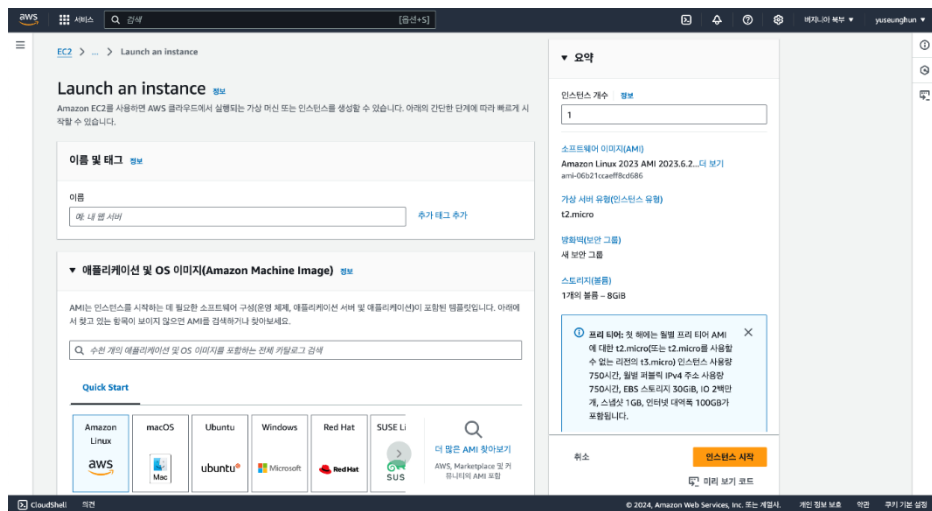 aws
서비스
검색
[옵션+S]
버지니아 북부 ▼
yuseunghun ▼
EC2 > ... > Launch an instance
Launch an instance 정보
Amazon EC2를 사용하면 AWS 클라우드에서 실행되는 가상 머신 또는 인스턴스를 생성할 수 있습니다. 아래의 간단한 단계에 따라 빠르게 시
작할 수 있습니다.
이름 및 태그 정보
이름
예: 내 웹 서버
추가 태그 추가
▼ 애플리케이션 및 OS 이미지(Amazon Machine Image) 정보
AMI는 인스턴스를 시작하는 데 필요한 소프트웨어 구성(운영 체제, 애플리케이션 서버 및 애플리케이션)이 포함된 템플릿입니다. 아래에
서 찾고 있는 항목이 보이지 않으면 AMI를 검색하거나 찾아보세요.
수천 개의 애플리케이션 및 OS 이미지를 포함하는 전체 카탈로그 검색
Quick Start
Amazon
Linux
aws
macOS
Mac
Ubuntu
ubuntu®
Windows
Microsoft
Red Hat
Red Hat
SUSE Li
SUS
더 많은 AMI 찾아보기
AWS, Marketplace 및 커
뮤니티의 AMI 포함
▼ 요약
인스턴스 개수 정보
1
소프트웨어 이미지(AMI)
Amazon Linux 2023 AMI 2023.6.2...더 보기
ami-06b21ccaeff8cd686
가상 서버 유형(인스턴스 유형)
t2.micro
방화벽(보안 그룹)
새 보안 그룹
스토리지(볼륨)
1개의 볼륨 – 8GiB
프리 티어: 첫 해에는 월별 프리 티어 AMI
에 대한 t2.micro(또는 t2.micro를 사용할
수 없는 리전의 t3.micro) 인스턴스 사용량
750시간, 월별 퍼블릭 IPv4 주소 사용량
750시간, EBS 스토리지 30GiB, IO 2백만
개, 스냅샷 1GB, 인터넷 대역폭 100GB가
포함됩니다.
취소
인스턴스 시작
미리 보기 코드
CloudShell
의견
© 2024, Amazon Web Services, Inc. 또는 계열사.
개인 정보 보호
약관
쿠키 기본 설정